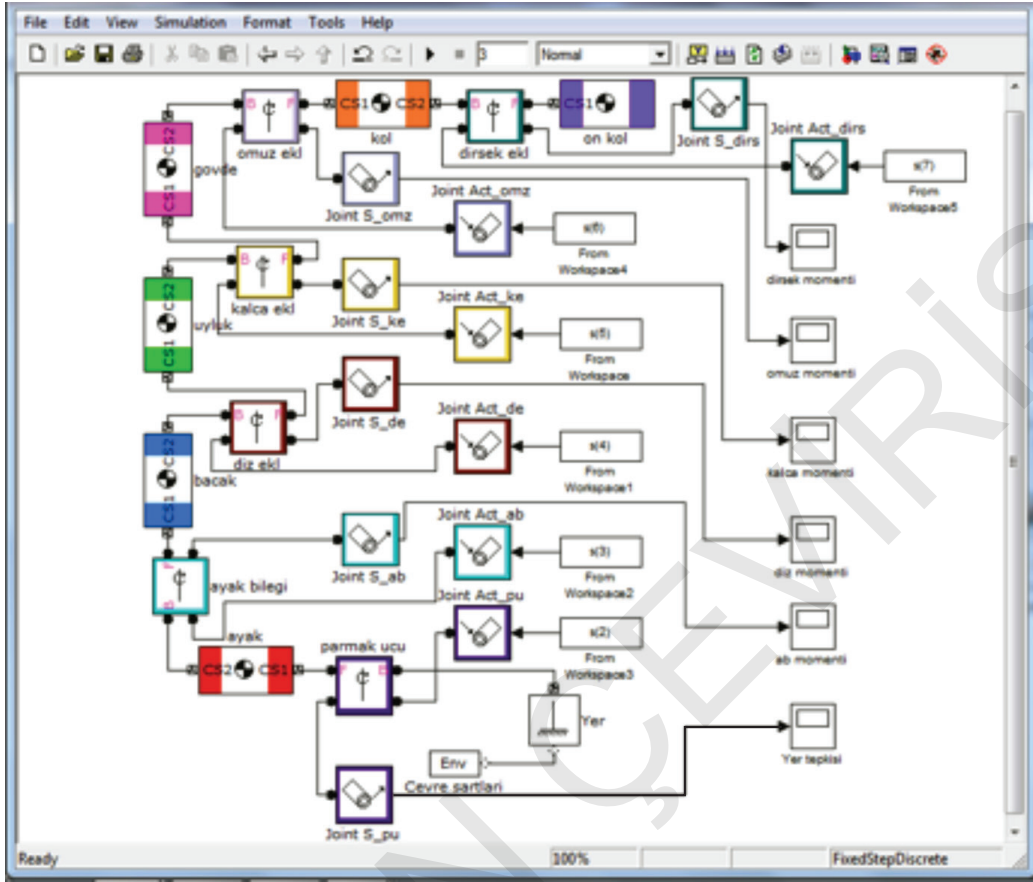 File Edit View Simulation Format Tools Help
3 Normal
B F
CS1 CS2
B F
CS1
CS2 CS1
omuz ekl
kol
dirsek ekl
on kol
Joint S_dirs
Joint Act_dirs
govde
s(7)
From
Workspace5
Joint S_omz
Joint Act_omz
s(6)
From
Workspace4
dirsek momenti
B F
kalca ekl
CS2 CS1
uyluk
Joint S_ke
Joint Act_ke
s(5)
From
Workspace
omuz momenti
B F
diz ekl
Joint S_de
Joint Act_de
s(4)
From
Workspace1
kalca momenti
CS2 CS1
bacak
Joint S_ab
Joint Act_ab
s(3)
From
Workspace2
diz momenti
F B
ayak bilegi
Joint Act_pu
s(2)
From
Workspace3
ab momenti
ayak
CS2 CS1
parmak ucu
F B
Yer
Env
Cevre sartlari
Yer tepkisi
Joint S_pu
Ready 100% FixedStepDiscrete
N ÇEVİRİS